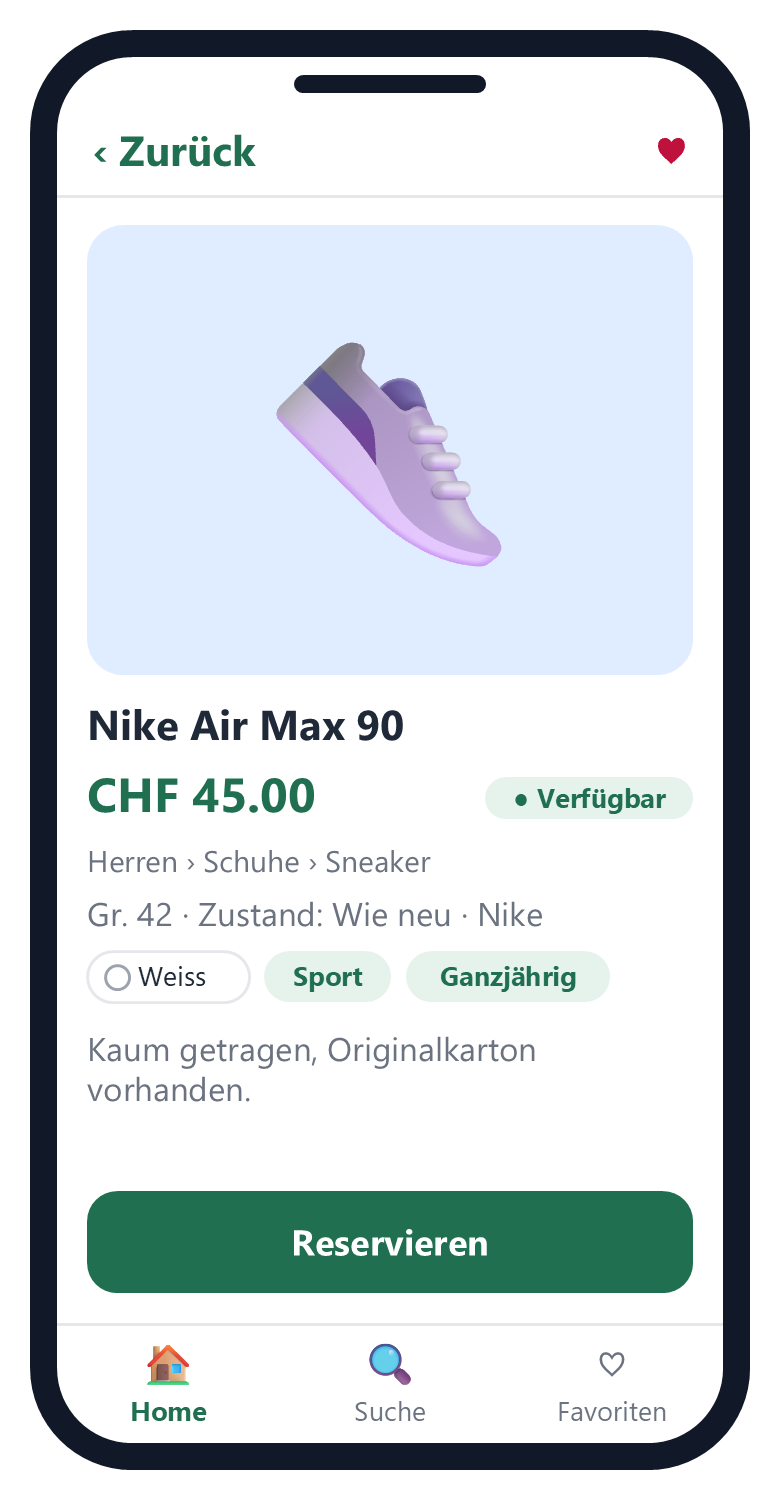 ‹ Zurück
Nike Air Max 90
CHF 45.00
● Verfügbar
Herren › Schuhe › Sneaker
Gr. 42 · Zustand: Wie neu · Nike
Weiss
Sport
Ganzjährig
Kaum getragen, Originalkarton
vorhanden.
Reservieren
Home
Suche
Favoriten